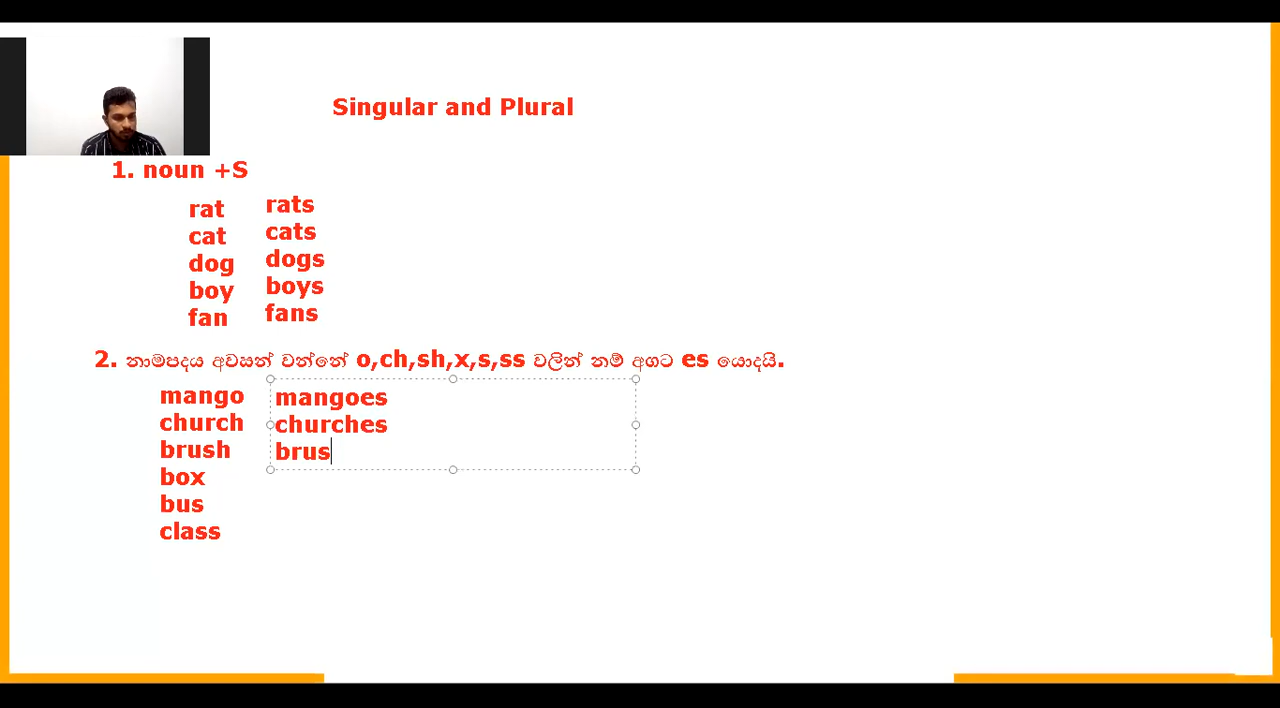 Singular and Plural
1. noun +S
rat rats
cat cats
dog dogs
boy boys
fan fans
2. නාමපදය අවසන් වන්නේ o,ch,sh,x,s,ss වලින් නම් අගට es යොදයි.
mango mangoes
church churches
brush brus
box
bus
class